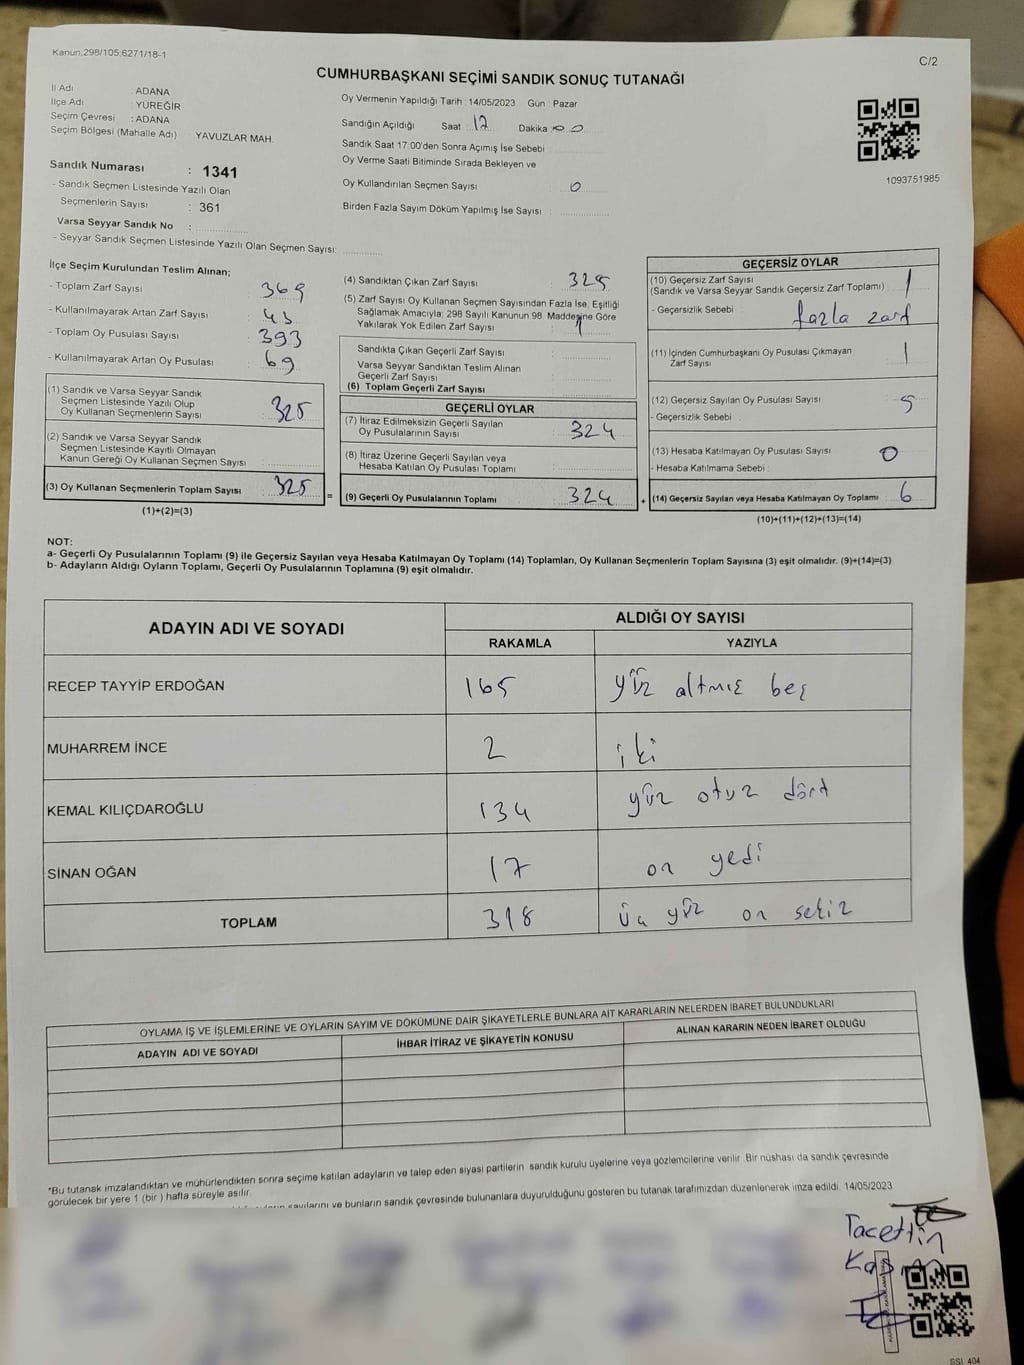 Kanun:298/105,6271/18-1
C/2
CUMHURBAŞKANI SEÇİMİ SANDIK SONUÇ TUTANAĞI
İl Adı : ADANA
İlçe Adı : YÜREĞİR
Seçim Çevresi : ADANA
Seçim Bölgesi (Mahalle Adı) : YAVUZLAR MAH.
Sandık Numarası : 1341
- Sandık Seçmen Listesinde Yazılı Olan
Seçmenlerin Sayısı : 361
Varsa Seyyar Sandık No :
- Seyyar Sandık Seçmen Listesinde Yazılı Olan Seçmen Sayısı:
Oy Vermenin Yapıldığı Tarih : 14/05/2023 Gün : Pazar
Sandığın Açıldığı Saat 17 Dakika 00
Sandık Saat 17:00'den Sonra Açımış İse Sebebi
Oy Verme Saati Bitiminde Sırada Bekleyen ve
Oy Kullandırılan Seçmen Sayısı : 0
Birden Fazla Sayım Döküm Yapılmış İse Sayısı :
1093751985
İlçe Seçim Kurulundan Teslim Alınan;
- Toplam Zarf Sayısı : 369
- Kullanılmayarak Artan Zarf Sayısı : 43
- Toplam Oy Pusulası Sayısı : 393
- Kullanılmayarak Artan Oy Pusulası : 69
(1) Sandık ve Varsa Seyyar Sandık
Seçmen Listesinde Yazılı Olup
Oy Kullanan Seçmenlerin Sayısı : 325
(2) Sandık ve Varsa Seyyar Sandık
Seçmen Listesinde Kayıtlı Olmayan
Kanun Gereği Oy Kullanan Seçmen Sayısı :
(3) Oy Kullanan Seçmenlerin Toplam Sayısı : 325
(1)+(2)=(3)
(4) Sandıktan Çıkan Zarf Sayısı : 325
(5) Zarf Sayısı Oy Kullanan Seçmen Sayısından Fazla İse, Eşitliği
Sağlamak Amacıyla; 298 Sayılı Kanunun 98. Maddesine Göre
Yakılarak Yok Edilen Zarf Sayısı : 1
Sandıkta Çıkan Geçerli Zarf Sayısı :
Varsa Seyyar Sandıktan Teslim Alınan
Geçerli Zarf Sayısı :
(6) Toplam Geçerli Zarf Sayısı
GEÇERLİ OYLAR
(7) İtiraz Edilmeksizin Geçerli Sayılan
Oy Pusulalarının Sayısı : 324
(8) İtiraz Üzerine Geçerli Sayılan veya
Hesaba Katılan Oy Pusulası Toplamı :
= (9) Geçerli Oy Pusulalarının Toplamı : 324
GEÇERSİZ OYLAR
(10) Geçersiz Zarf Sayısı
(Sandık ve Varsa Seyyar Sandık Geçersiz Zarf Toplamı) : 1
- Geçersizlik Sebebi : fazla zarf
(11) İçinden Cumhurbaşkanı Oy Pusulası Çıkmayan
Zarf Sayısı : 1
(12) Geçersiz Sayılan Oy Pusulası Sayısı : 5
- Geçersizlik Sebebi :
(13) Hesaba Katılmayan Oy Pusulası Sayısı : 0
- Hesaba Katılmama Sebebi :
+ (14) Geçersiz Sayılan veya Hesaba Katılmayan Oy Toplamı : 6
(10)+(11)+(12)+(13)=(14)
NOT:
a- Geçerli Oy Pusulalarının Toplamı (9) ile Geçersiz Sayılan veya Hesaba Katılmayan Oy Toplamı (14) Toplamları, Oy Kullanan Seçmenlerin Toplam Sayısına (3) eşit olmalıdır. (9)+(14)=(3)
b- Adayların Aldığı Oyların Toplamı, Geçerli Oy Pusulalarının Toplamına (9) eşit olmalıdır.
ADAYIN ADI VE SOYADI ALDIĞI OY SAYISI
RAKAMLA YAZIYLA
RECEP TAYYİP ERDOĞAN 165 yüz altmış beş
MUHARREM İNCE 2 iki
KEMAL KILIÇDAROĞLU 134 yüz otuz dört
SİNAN OĞAN 17 on yedi
TOPLAM 318 üç yüz on sekiz
OYLAMA İŞ VE İŞLEMLERİNE VE OYLARIN SAYIM VE DÖKÜMÜNE DAİR ŞİKAYETLERLE BUNLARA AİT KARARLARIN NELERDEN İBARET BULUNDUKLARI
ADAYIN ADI VE SOYADI İHBAR İTİRAZ VE ŞİKAYETİN KONUSU ALINAN KARARIN NEDEN İBARET OLDUĞU
*Bu tutanak imzalandıktan ve mühürlendikten sonra seçime katılan adayların ve talep eden siyasi partilerin sandık kurulu üyelerine veya gözlemcilerine verilir. Bir nüshası da sandık çevresinde
görülecek bir yere 1 (bir) hafta süreyle asılır.
sayılarını ve bunların sandık çevresinde bulunanlara duyurulduğunu gösteren bu tutanak tarafımızdan düzenlenerek imza edildi. 14/05/2023
Tacettin
SSI_404